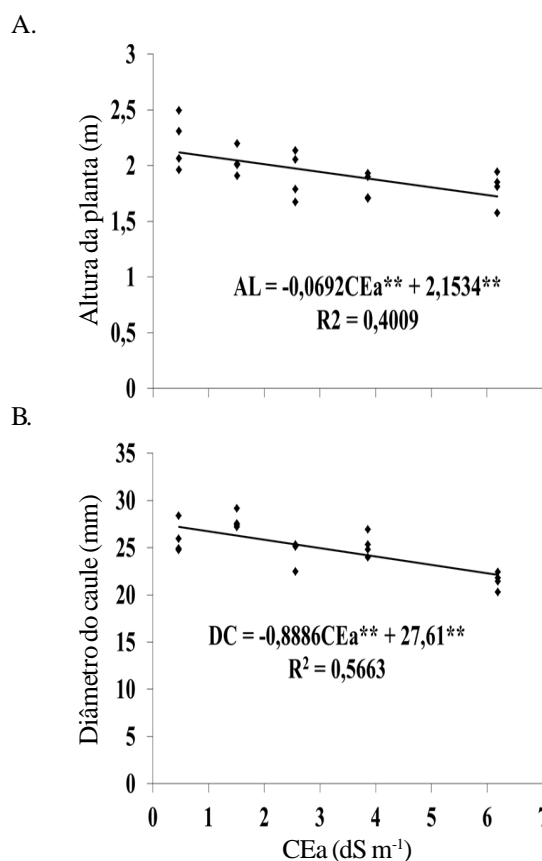 A.
Altura da planta (m)
3
2,5
2
1,5
1
0,5
0
AL = -0,0692CEa** + 2,1534**
R2 = 0,4009
B.
Diâmetro do caule (mm)
35
30
25
20
15
10
5
0
DC = -0,8886CEa** + 27,61**
R² = 0,5663
0 1 2 3 4 5 6 7
CEa (dS m⁻¹)